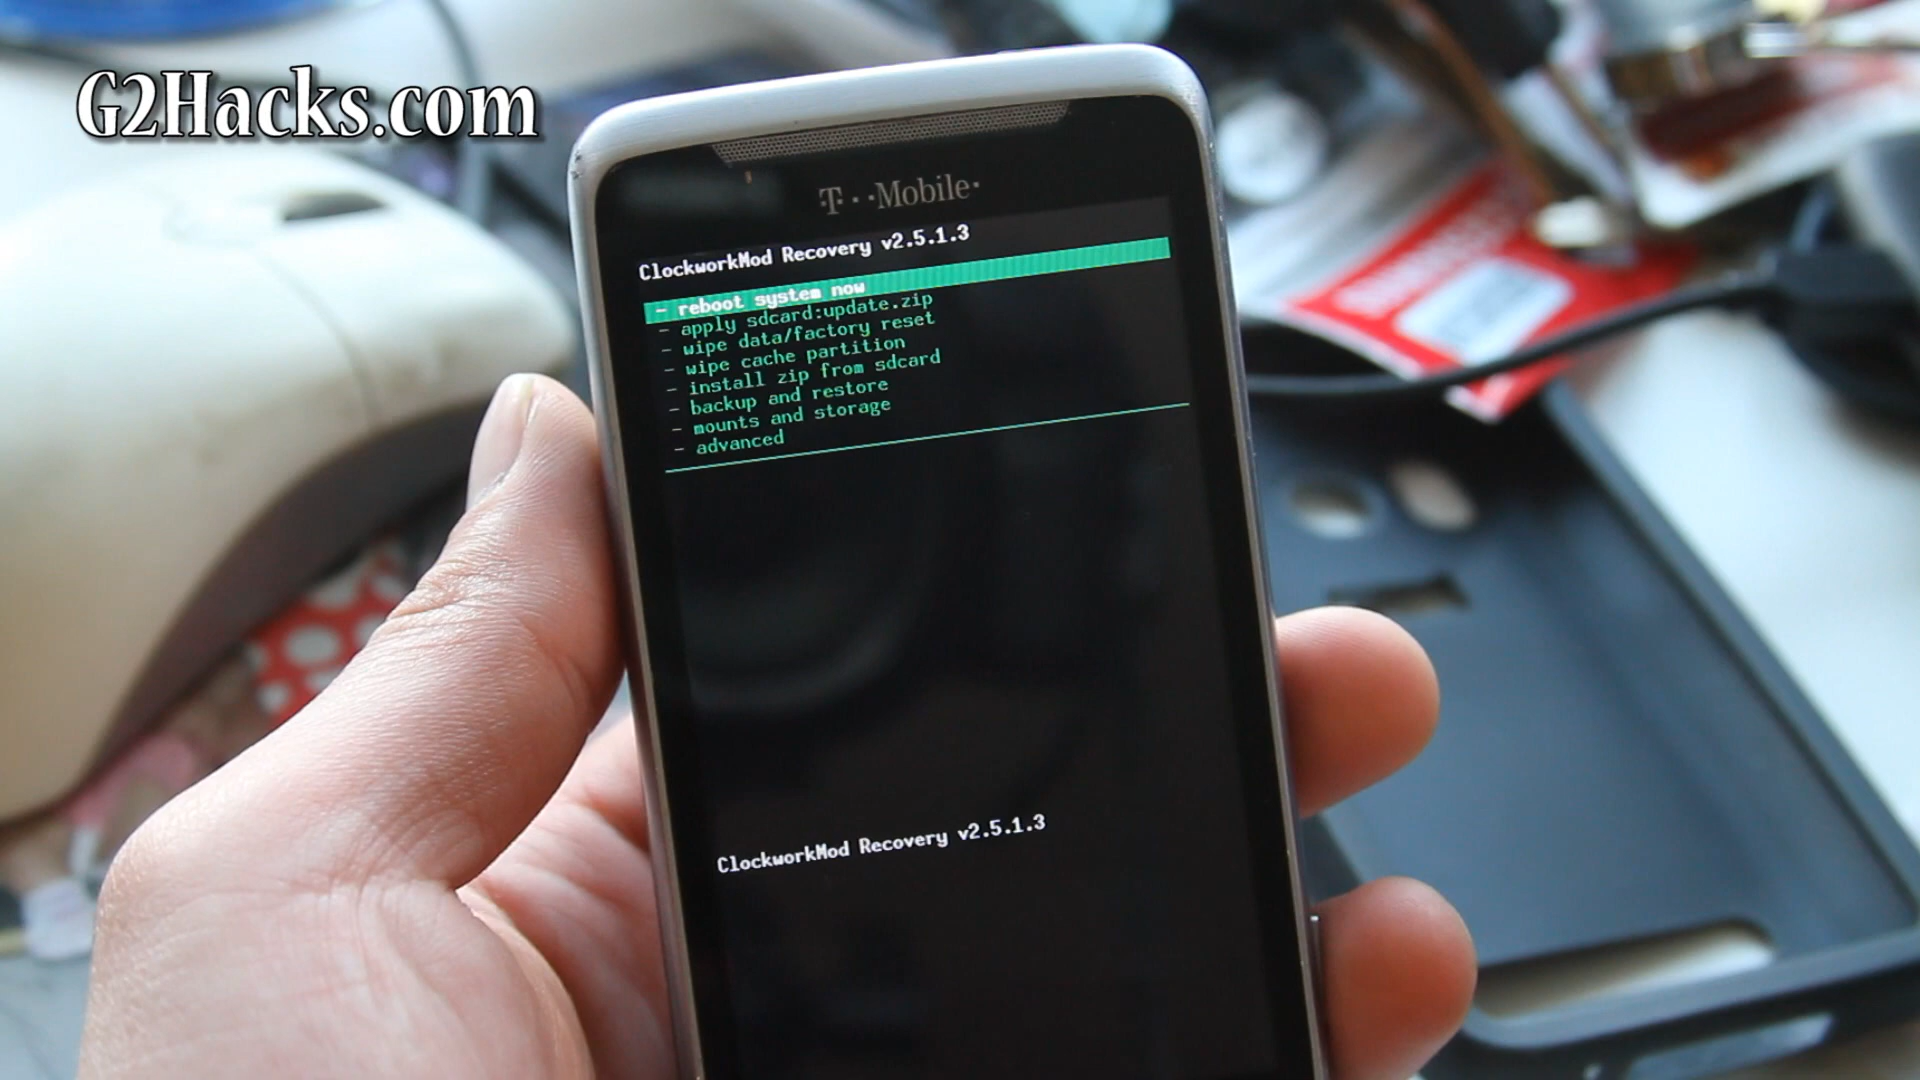 G2Hacks.com
T··Mobile·
ClockworkMod Recovery v2.5.1.3
- reboot system now
- apply sdcard:update.zip
- wipe data/factory reset
- wipe cache partition
- install zip from sdcard
- backup and restore
- mounts and storage
- advanced
ClockworkMod Recovery v2.5.1.3